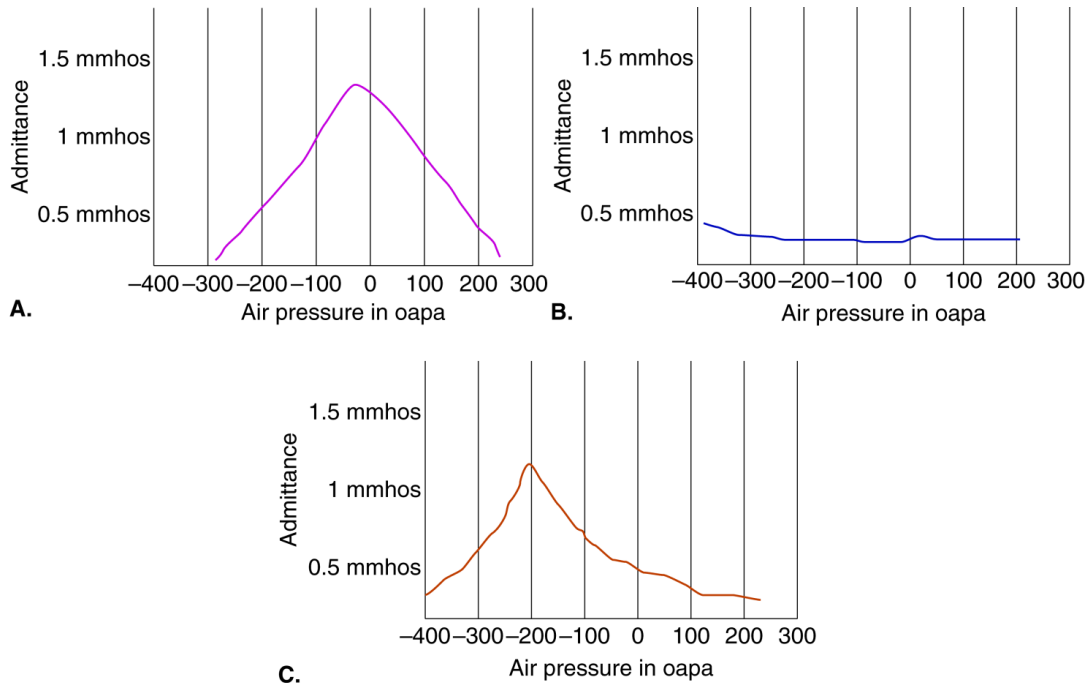 1.5 mmhos
1 mmhos
0.5 mmhos
Admittance
–400 –300 –200 –100 0 100 200 300
Air pressure in oapa
A.
1.5 mmhos
1 mmhos
0.5 mmhos
Admittance
–400 –300 –200 –100 0 100 200 300
Air pressure in oapa
B.
1.5 mmhos
1 mmhos
0.5 mmhos
Admittance
–400 –300 –200 –100 0 100 200 300
Air pressure in oapa
C.